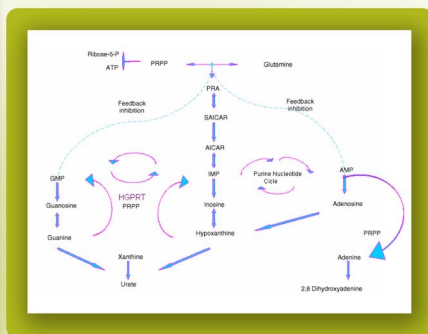 Ribose-5-P
ATP
PRPP
Glutamine
PRA
Feedback
inhibition
Feedback
inhibition
SAICAR
AICAR
GMP
IMP
Purine Nucleotide
Cicle
AMP
HGPRT
PRPP
Guanosine
Inosine
Adenosine
Guanine
Hypoxanthine
PRPP
Xanthine
Adenine
Urate
2,8 Dihydroxyadenine